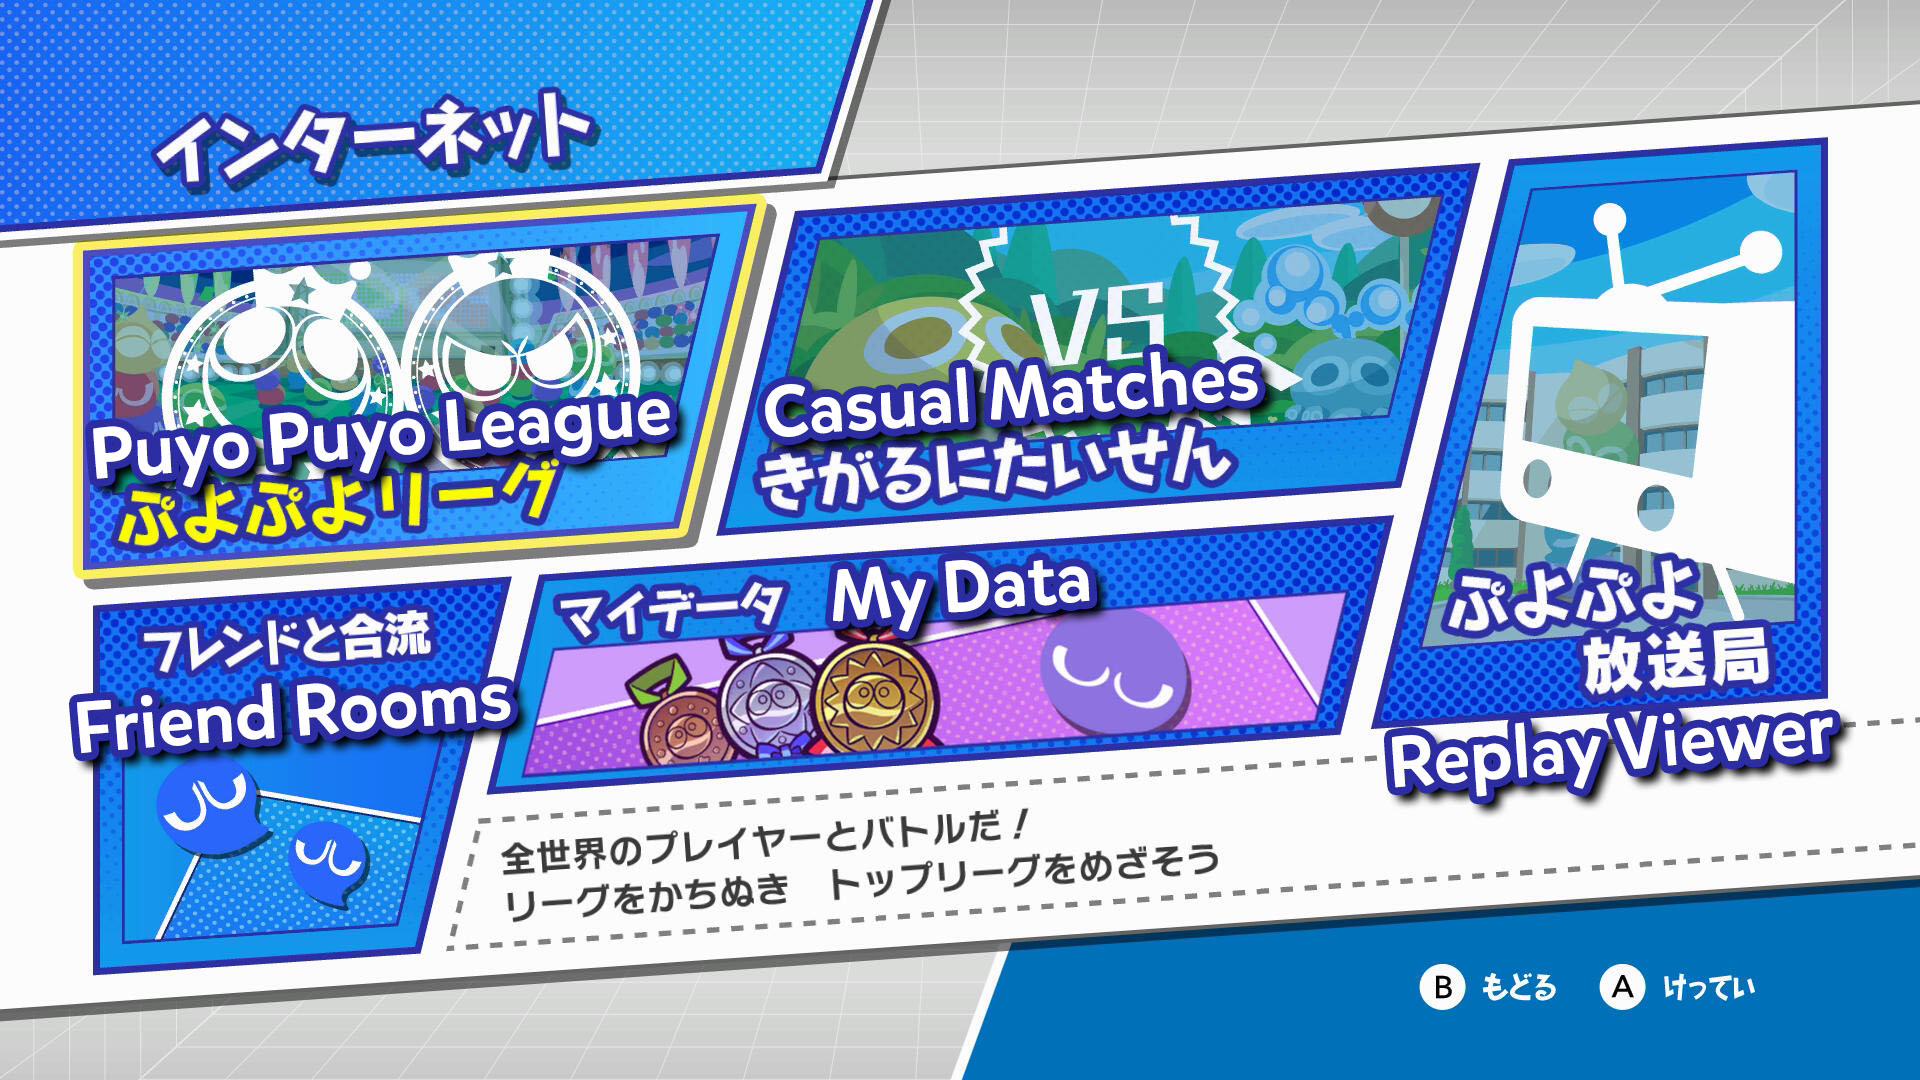 インターネット
Puyo Puyo League
ぷよぷよリーグ
VS
Casual Matches
きがるにたいせん
ぷよぷよ
放送局
Replay Viewer
フレンドと合流
Friend Rooms
マイデータ
My Data
全世界のプレイヤーとバトルだ！
リーグをかちぬき　トップリーグをめざそう
B もどる A けってい